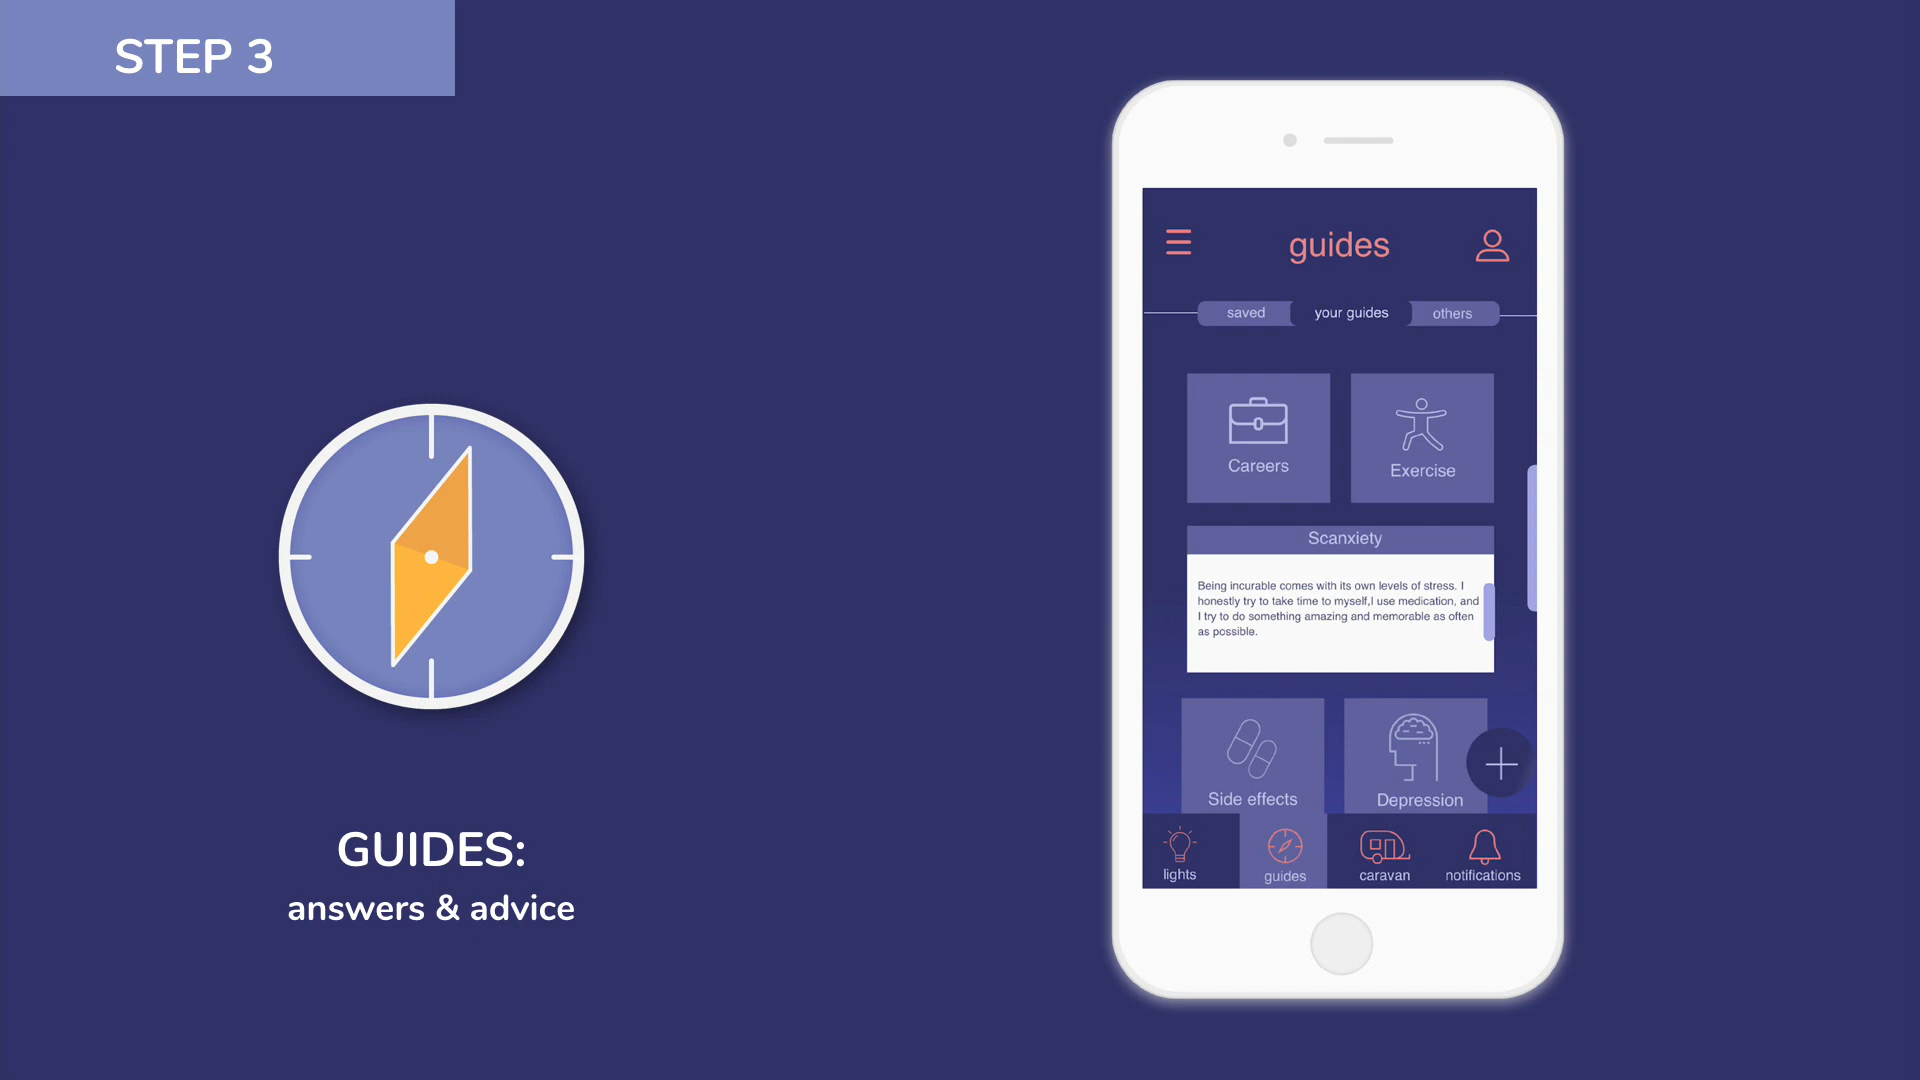 STEP 3
GUIDES:
answers & advice
guides
saved
your guides
others
Careers
Exercise
Scanxiety
Being incurable comes with its own levels of stress. I
honestly try to take time to myself,I use medication, and
I try to do something amazing and memorable as often
as possible.
Side effects
Depression
lights
guides
caravan
notifications